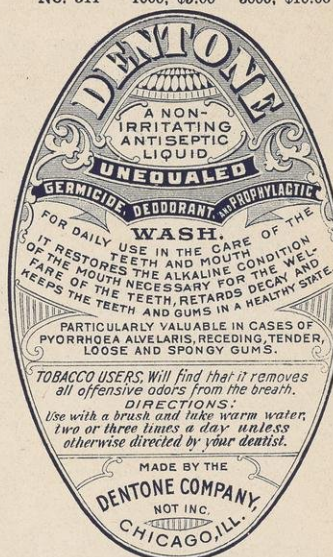 DENTONE
A NON-
IRRITATING
ANTISEPTIC
LIQUID
UNEQUALED
GERMICIDE, DEODORANT, AND PROPHYLACTIC
WASH.
FOR DAILY USE IN THE CARE OF THE
TEETH AND MOUTH
IT RESTORES THE ALKALINE CONDITION
OF THE MOUTH NECESSARY FOR THE WEL-
FARE OF THE TEETH, RETARDS DECAY AND
KEEPS THE TEETH AND GUMS IN A HEALTHY STATE
PARTICULARLY VALUABLE IN CASES OF
PYORRHOEA ALVELARIS, RECEDING, TENDER,
LOOSE AND SPONGY GUMS.
TOBACCO USERS, Will find that it removes
all offensive odors from the breath.
DIRECTIONS:
Use with a brush and take warm water,
two or three times a day unless
otherwise directed by your dentist.
MADE BY THE
DENTONE COMPANY,
NOT INC.
CHICAGO, ILL.